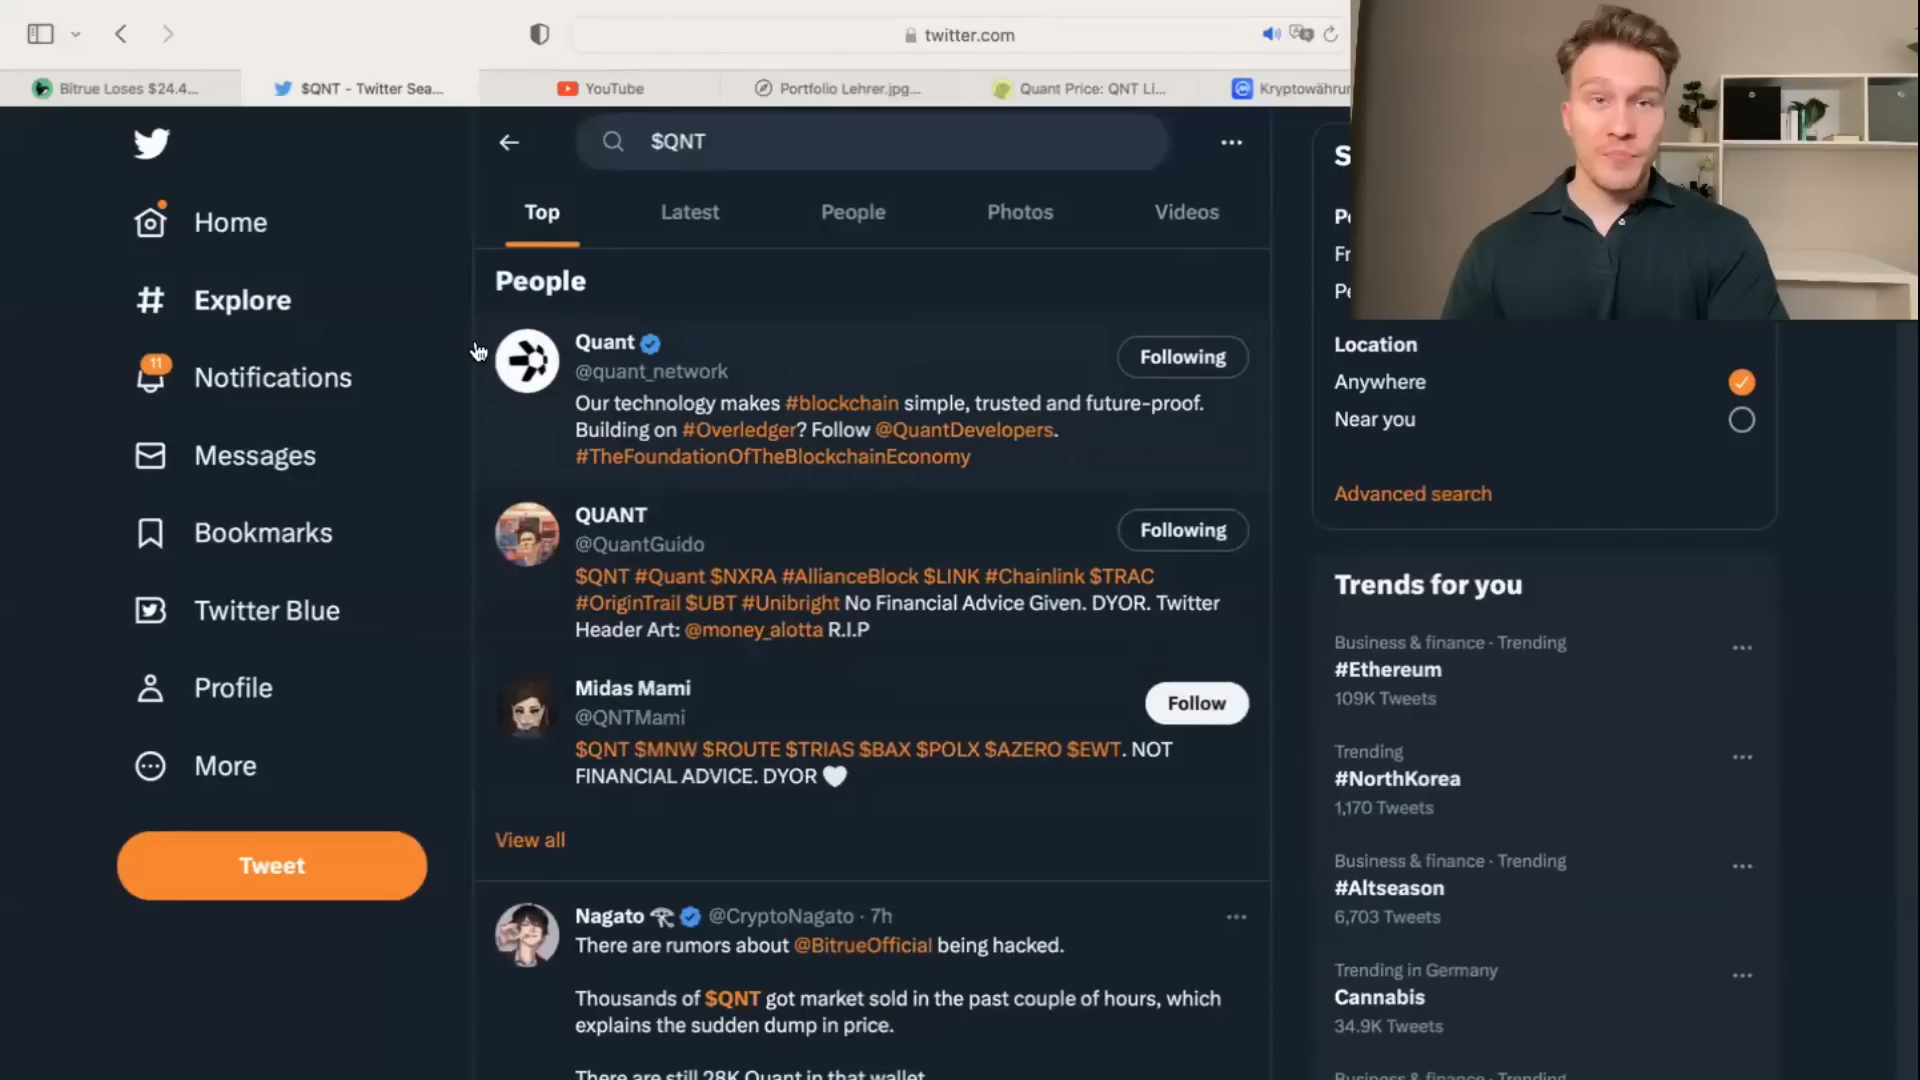 twitter.com
Bitrue Loses $24.4...
$QNT - Twitter Sea...
YouTube
Portfolio Lehrer.jpg...
Quant Price: QNT Li...
Kryptowährun
$QNT
Top
Latest
People
Photos
Videos
Home
Explore
11
Notifications
Messages
Bookmarks
Twitter Blue
Profile
More
Tweet
People
Quant
@quant_network
Following
Our technology makes #blockchain simple, trusted and future-proof.
Building on #Overledger? Follow @QuantDevelopers.
#TheFoundationOfTheBlockchainEconomy
QUANT
@QuantGuido
Following
$QNT #Quant $NXRA #AllianceBlock $LINK #Chainlink $TRAC
#OriginTrail $UBT #Unibright No Financial Advice Given. DYOR. Twitter
Header Art: @money_alotta R.I.P
Midas Mami
@QNTMami
Follow
$QNT $MNW $ROUTE $TRIAS $BAX $POLX $AZERO $EWT. NOT
FINANCIAL ADVICE. DYOR
View all
Nagato @CryptoNagato · 7h
There are rumors about @BitrueOfficial being hacked.
Thousands of $QNT got market sold in the past couple of hours, which
explains the sudden dump in price.
There are still 28K Quant in that wallet
S
Pe
Fr
Pe
Location
Anywhere
Near you
Advanced search
Trends for you
Business & finance · Trending
#Ethereum
109K Tweets
Trending
#NorthKorea
1,170 Tweets
Business & finance · Trending
#Altseason
6,703 Tweets
Trending in Germany
Cannabis
34.9K Tweets
Business & finance · Trending